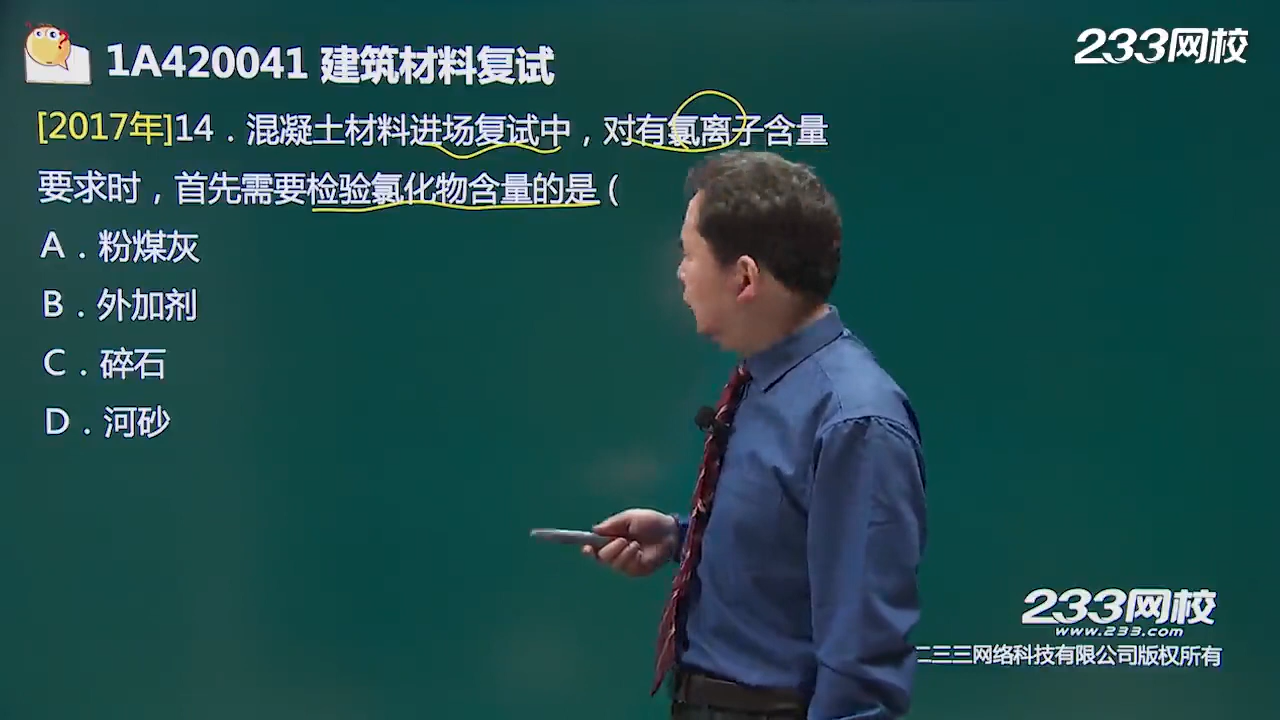 1A420041 建筑材料复试
233网校
[2017年]14．混凝土材料进场复试中，对有氯离子含量
要求时，首先需要检验氯化物含量的是（
A．粉煤灰
B．外加剂
C．碎石
D．河砂
233网校
www.233.com
二三三网络科技有限公司版权所有